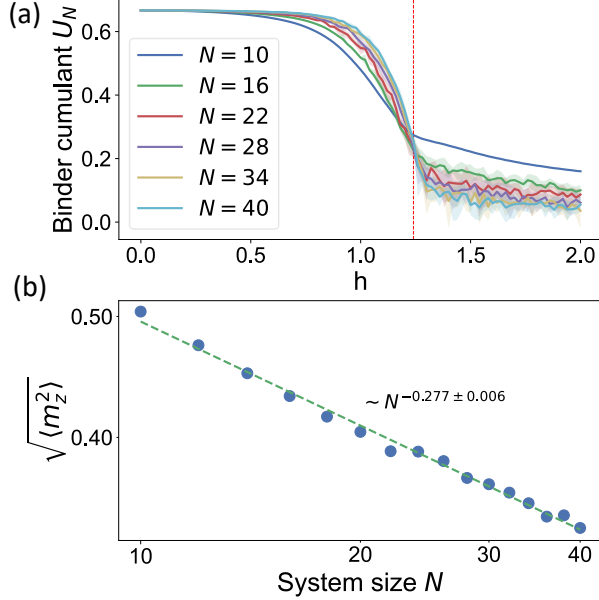 (a)
Binder cumulant U_N
0.6
0.4
0.2
0.0
N = 10
N = 16
N = 22
N = 28
N = 34
N = 40
0.0 0.5 1.0 1.5 2.0
h
(b)
√⟨m_z^2⟩
0.50
0.40
~ N^{-0.277 ± 0.006}
10 20 30 40
System size N